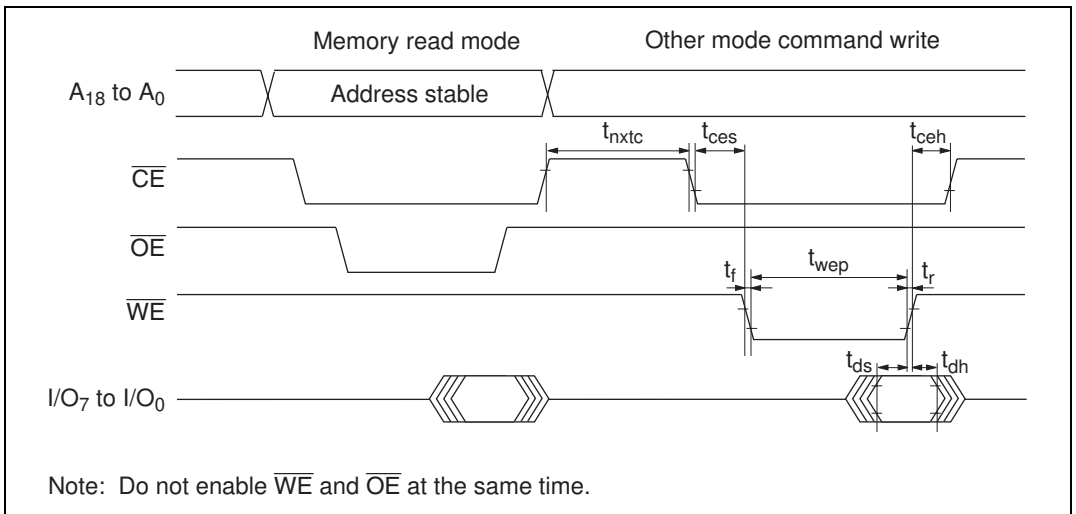 Memory read mode Other mode command write
A18 to A0 Address stable
tnxtc tces tceh
CE
OE
tf twep tr
WE
tds tdh
I/O7 to I/O0
Note: Do not enable WE and OE at the same time.